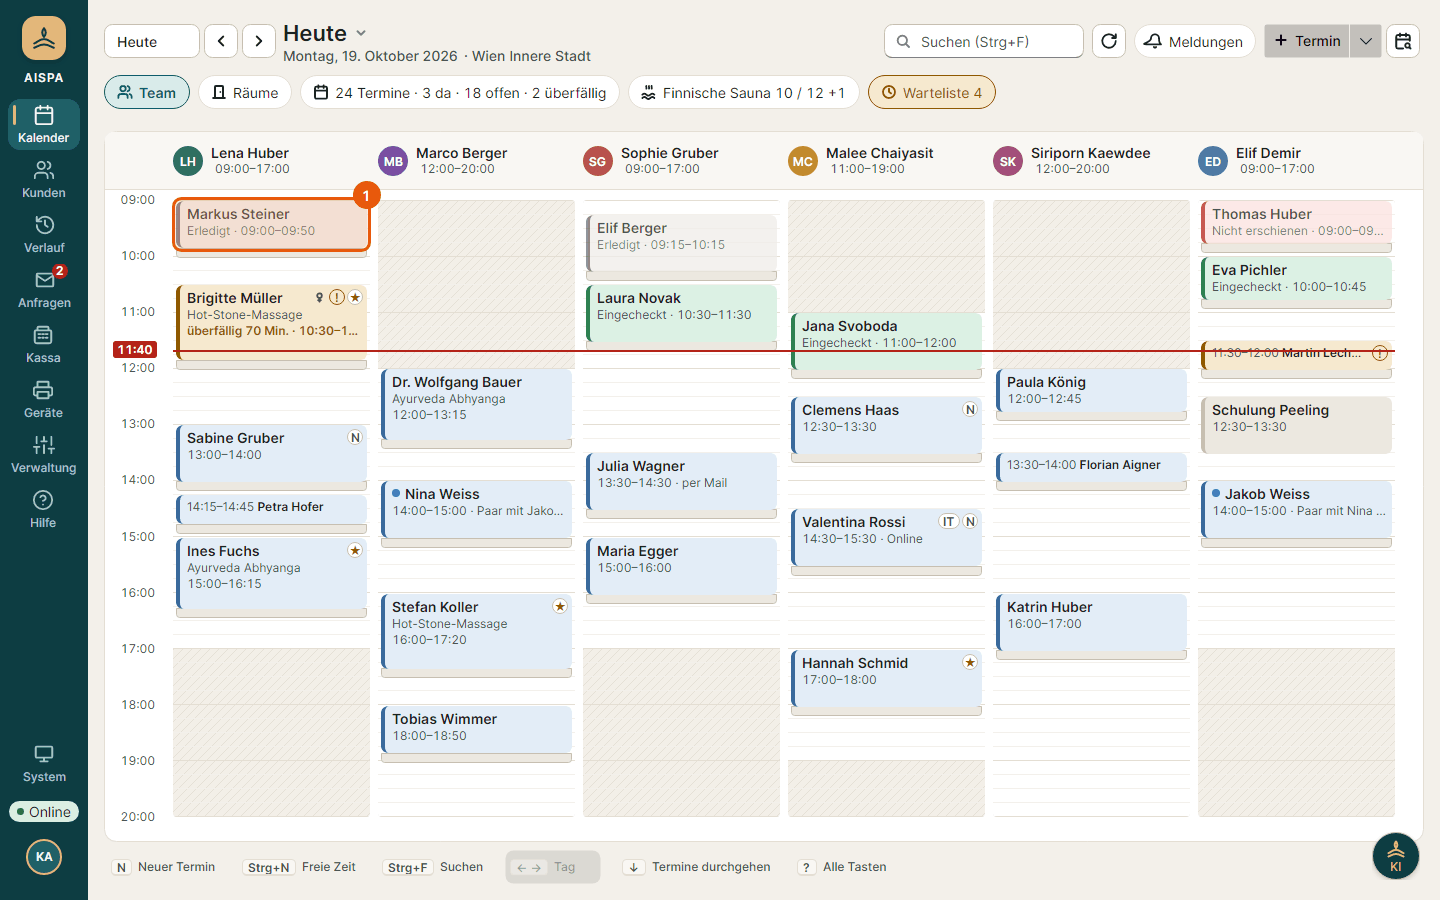 AISPA
Kalender
Kunden
Verlauf
2
Anfragen
Kassa
Geräte
Verwaltung
Hilfe
System
Online
KA
Heute
Heute
Montag, 19. Oktober 2026 · Wien Innere Stadt
Suchen (Strg+F)
Meldungen
+ Termin
Team
Räume
24 Termine · 3 da · 18 offen · 2 überfällig
Finnische Sauna 10 / 12 +1
Warteliste 4
LH
Lena Huber
09:00–17:00
MB
Marco Berger
12:00–20:00
SG
Sophie Gruber
09:00–17:00
MC
Malee Chaiyasit
11:00–19:00
SK
Siriporn Kaewdee
12:00–20:00
ED
Elif Demir
09:00–17:00
09:00
10:00
11:00
11:40
12:00
13:00
14:00
15:00
16:00
17:00
18:00
19:00
20:00
1
Markus Steiner
Erledigt · 09:00–09:50
Brigitte Müller
Hot-Stone-Massage
überfällig 70 Min. · 10:30–1...
Sabine Gruber
N
13:00–14:00
14:15–14:45 Petra Hofer
Ines Fuchs
Ayurveda Abhyanga
15:00–16:15
Dr. Wolfgang Bauer
Ayurveda Abhyanga
12:00–13:15
Nina Weiss
14:00–15:00 · Paar mit Jako...
Stefan Koller
Hot-Stone-Massage
16:00–17:20
Tobias Wimmer
18:00–18:50
Elif Berger
Erledigt · 09:15–10:15
Laura Novak
Eingecheckt · 10:30–11:30
Julia Wagner
13:30–14:30 · per Mail
Maria Egger
15:00–16:00
Jana Svoboda
Eingecheckt · 11:00–12:00
Clemens Haas
N
12:30–13:30
Valentina Rossi
IT
N
14:30–15:30 · Online
Hannah Schmid
17:00–18:00
Paula König
12:00–12:45
13:30–14:00 Florian Aigner
Katrin Huber
16:00–17:00
Thomas Huber
Nicht erschienen · 09:00–09...
Eva Pichler
Eingecheckt · 10:00–10:45
11:30–12:00 Martin Lech...
Schulung Peeling
12:30–13:30
Jakob Weiss
14:00–15:00 · Paar mit Nina ...
N Neuer Termin
Strg+N Freie Zeit
Strg+F Suchen
← → Tag
↓ Termine durchgehen
? Alle Tasten
KI